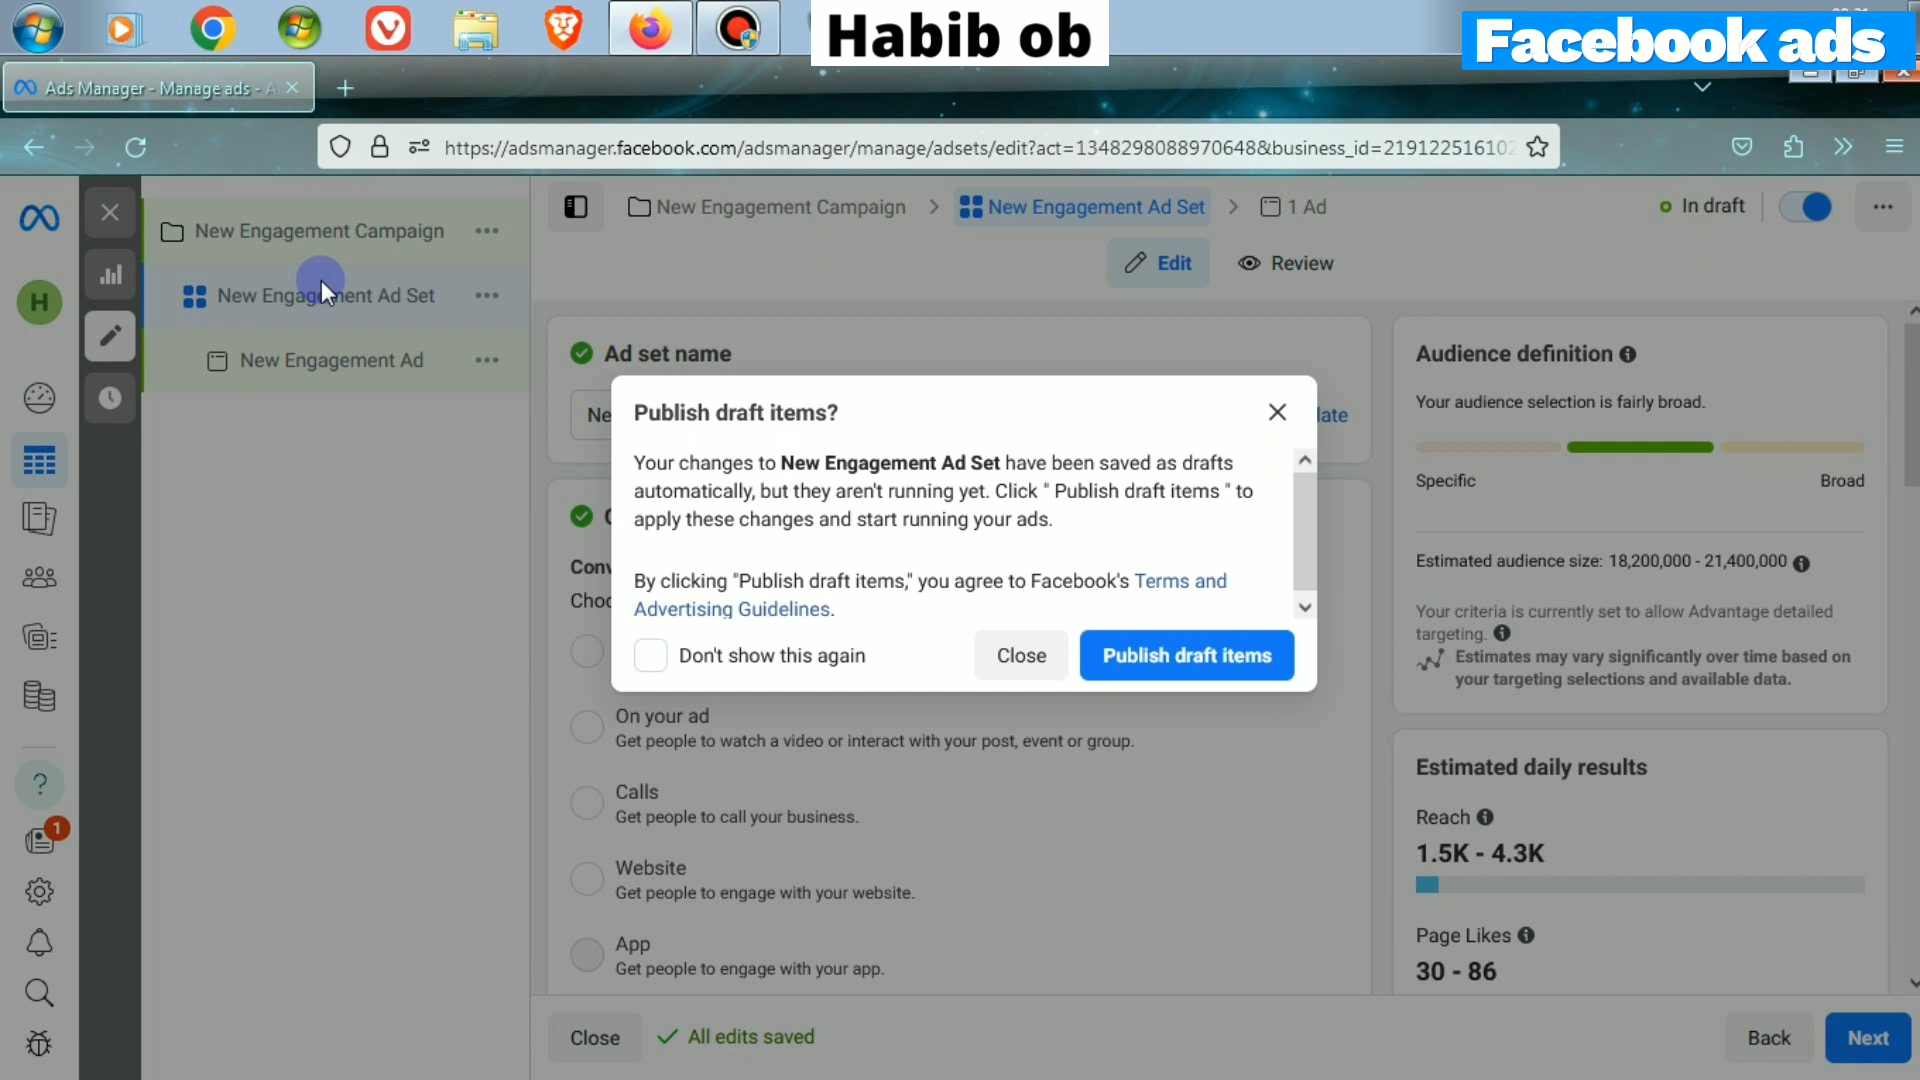 Habib ob
Facebook ads
Ads Manager - Manage ads - A
https://adsmanager.facebook.com/adsmanager/manage/adsets/edit?act=1348298088970648&business_id=219122516102
New Engagement Campaign
New Engagement Ad Set
1 Ad
In draft
Edit
Review
H
New Engagement Campaign
New Engagement Ad Set
New Engagement Ad
1
Ad set name
Ne
late
Conv
Choo
Publish draft items?
Your changes to New Engagement Ad Set have been saved as drafts
automatically, but they aren't running yet. Click " Publish draft items " to
apply these changes and start running your ads.
By clicking "Publish draft items," you agree to Facebook's Terms and
Advertising Guidelines.
Don't show this again
Close
Publish draft items
On your ad
Get people to watch a video or interact with your post, event or group.
Calls
Get people to call your business.
Website
Get people to engage with your website.
App
Get people to engage with your app.
Audience definition
Your audience selection is fairly broad.
Specific
Broad
Estimated audience size: 18,200,000 - 21,400,000
Your criteria is currently set to allow Advantage detailed
targeting.
Estimates may vary significantly over time based on
your targeting selections and available data.
Estimated daily results
Reach
1.5K - 4.3K
Page Likes
30 - 86
Close
All edits saved
Back
Next